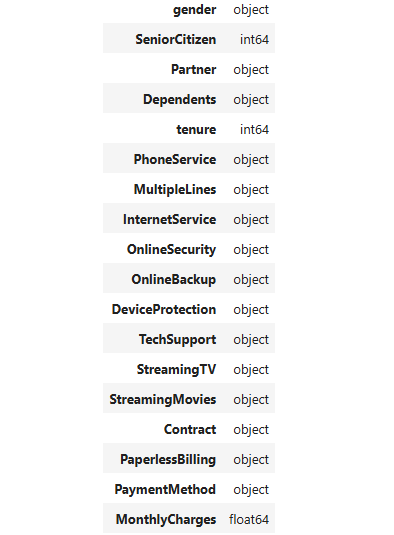 gender object
SeniorCitizen int64
Partner object
Dependents object
tenure int64
PhoneService object
MultipleLines object
InternetService object
OnlineSecurity object
OnlineBackup object
DeviceProtection object
TechSupport object
StreamingTV object
StreamingMovies object
Contract object
PaperlessBilling object
PaymentMethod object
MonthlyCharges float64